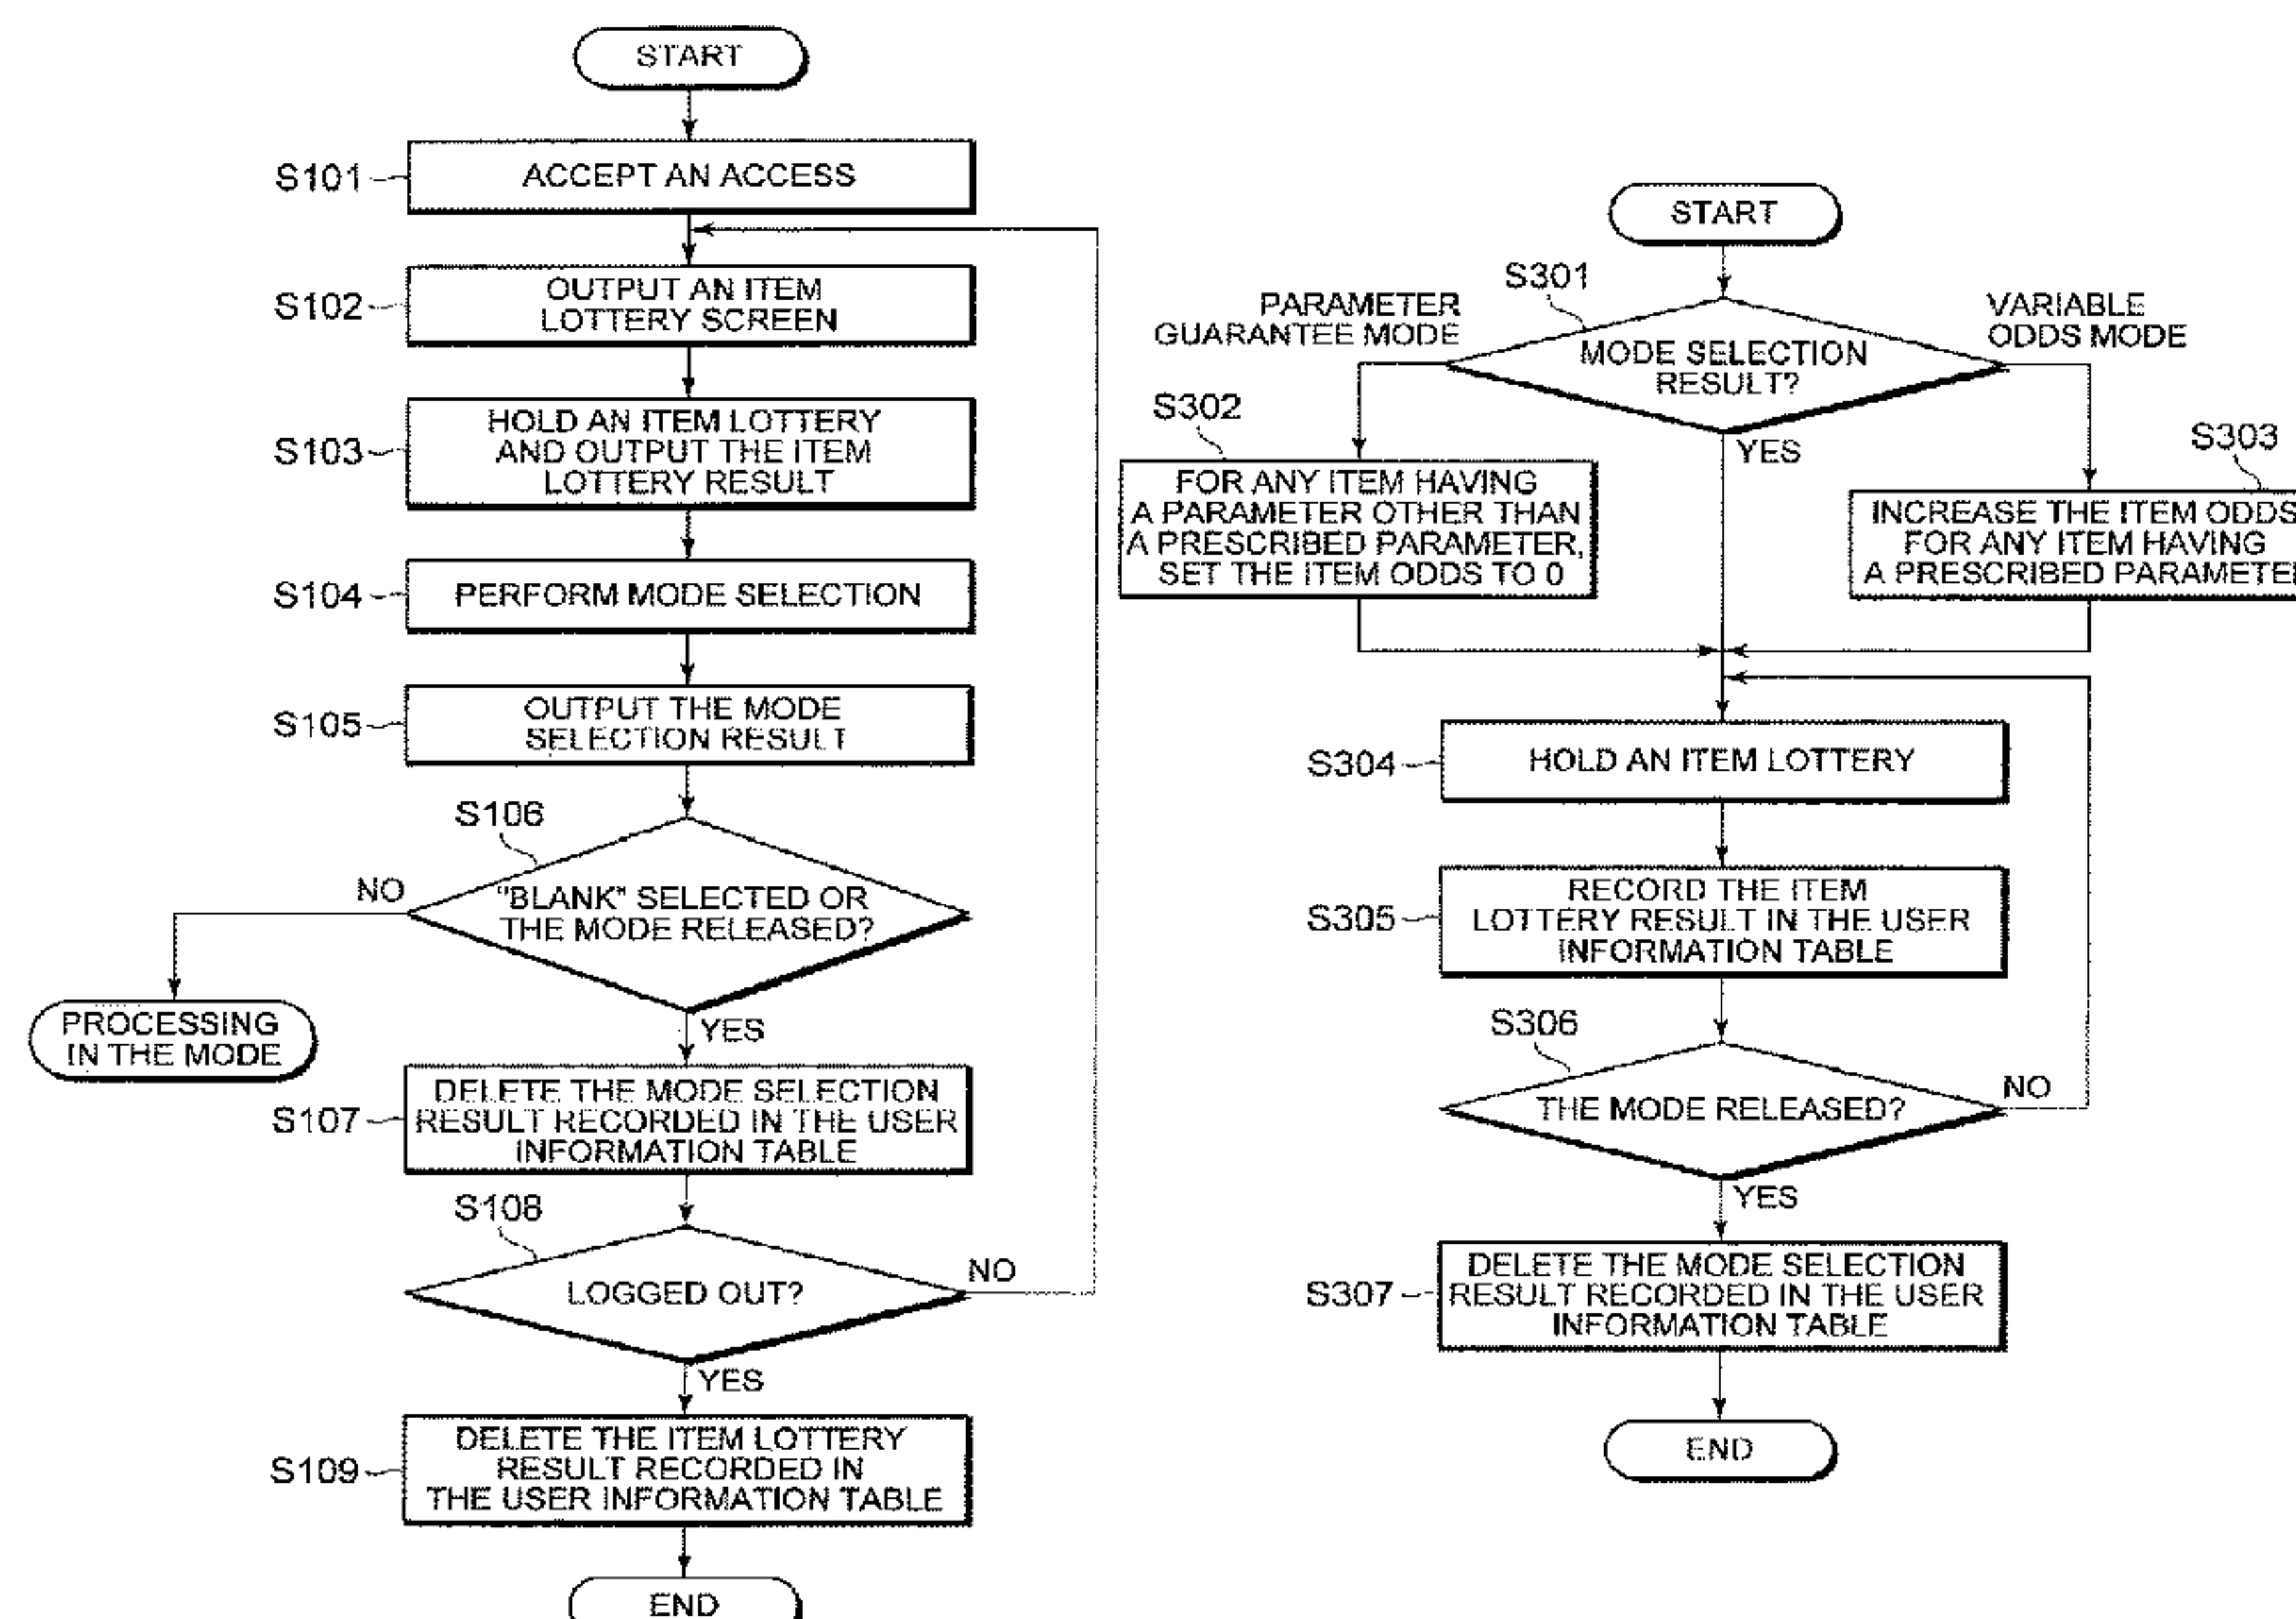 START
S101
ACCEPT AN ACCESS
S102
OUTPUT AN ITEM
LOTTERY SCREEN
S103
HOLD AN ITEM LOTTERY
AND OUTPUT THE ITEM
LOTTERY RESULT
S104
PERFORM MODE SELECTION
S105
OUTPUT THE MODE
SELECTION RESULT
S106
"BLANK" SELECTED OR
THE MODE RELEASED?
NO
PROCESSING
IN THE MODE
YES
S107
DELETE THE MODE SELECTION
RESULT RECORDED IN THE USER
INFORMATION TABLE
S108
LOGGED OUT?
NO
YES
S109
DELETE THE ITEM LOTTERY
RESULT RECORDED IN
THE USER INFORMATION TABLE
END
START
S301
MODE SELECTION
RESULT?
PARAMETER
GUARANTEE MODE
VARIABLE
ODDS MODE
YES
S302
FOR ANY ITEM HAVING
A PARAMETER OTHER THAN
A PRESCRIBED PARAMETER,
SET THE ITEM ODDS TO 0
S303
INCREASE THE ITEM ODDS
FOR ANY ITEM HAVING
A PRESCRIBED PARAMETER
S304
HOLD AN ITEM LOTTERY
S305
RECORD THE ITEM
LOTTERY RESULT IN THE USER
INFORMATION TABLE
S306
THE MODE RELEASED?
NO
YES
S307
DELETE THE MODE SELECTION
RESULT RECORDED IN THE USER
INFORMATION TABLE
END